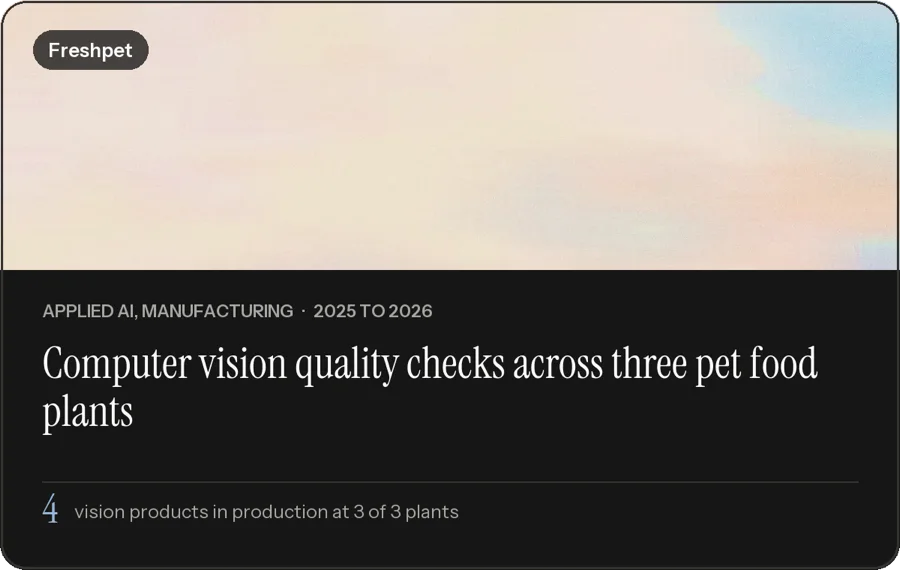 Freshpet
APPLIED AI, MANUFACTURING · 2025 TO 2026
Computer vision quality checks across three pet food
plants
4 vision products in production at 3 of 3 plants